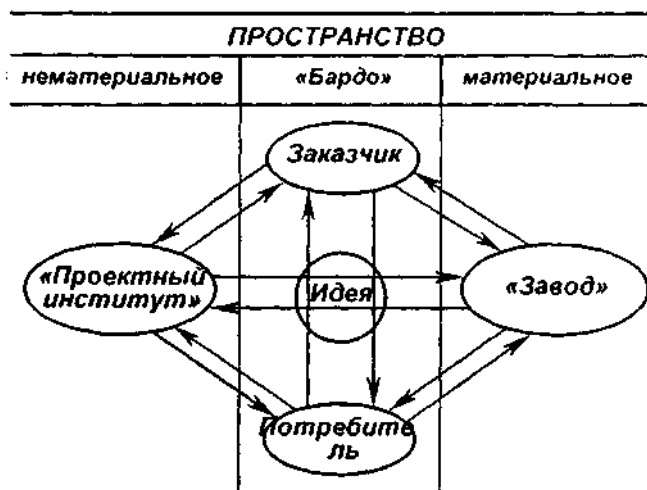 ПРОСТРАНСТВО
нематериальное «Бардо» материальное
Заказчик
«Проектный
институт»
Идея
«Завод»
Потребите
ль